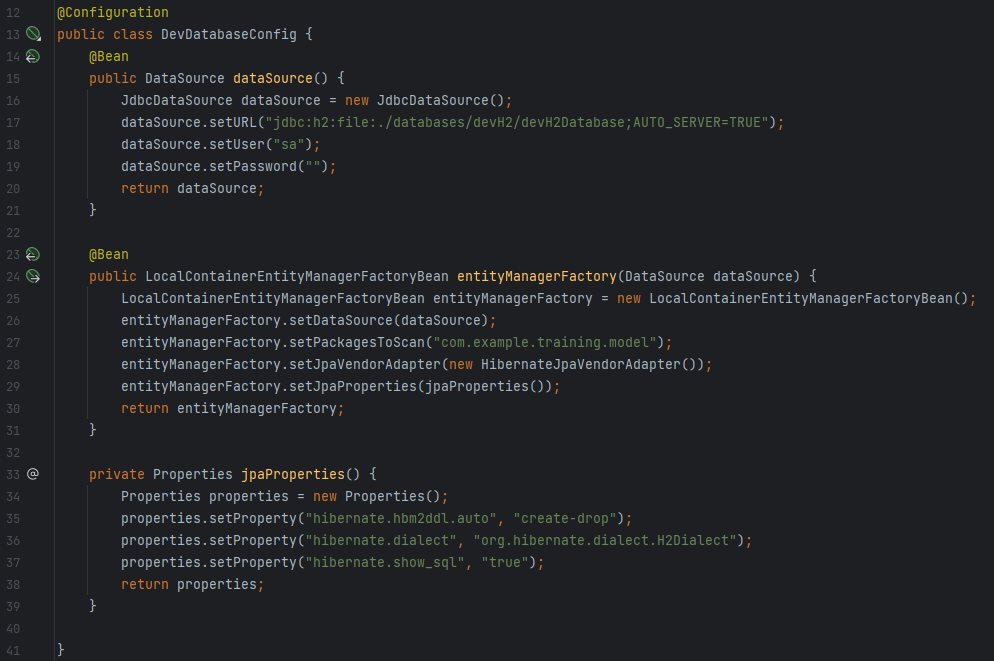 12 @Configuration
13 public class DevDatabaseConfig {
14     @Bean
15     public DataSource dataSource() {
16         JdbcDataSource dataSource = new JdbcDataSource();
17         dataSource.setURL("jdbc:h2:file:./databases/devH2/devH2Database;AUTO_SERVER=TRUE");
18         dataSource.setUser("sa");
19         dataSource.setPassword("");
20         return dataSource;
21     }
22
23     @Bean
24     public LocalContainerEntityManagerFactoryBean entityManagerFactory(DataSource dataSource) {
25         LocalContainerEntityManagerFactoryBean entityManagerFactory = new LocalContainerEntityManagerFactoryBean();
26         entityManagerFactory.setDataSource(dataSource);
27         entityManagerFactory.setPackagesToScan("com.example.training.model");
28         entityManagerFactory.setJpaVendorAdapter(new HibernateJpaVendorAdapter());
29         entityManagerFactory.setJpaProperties(jpaProperties());
30         return entityManagerFactory;
31     }
32
33 @   private Properties jpaProperties() {
34         Properties properties = new Properties();
35         properties.setProperty("hibernate.hbm2ddl.auto", "create-drop");
36         properties.setProperty("hibernate.dialect", "org.hibernate.dialect.H2Dialect");
37         properties.setProperty("hibernate.show_sql", "true");
38         return properties;
39     }
40
41 }